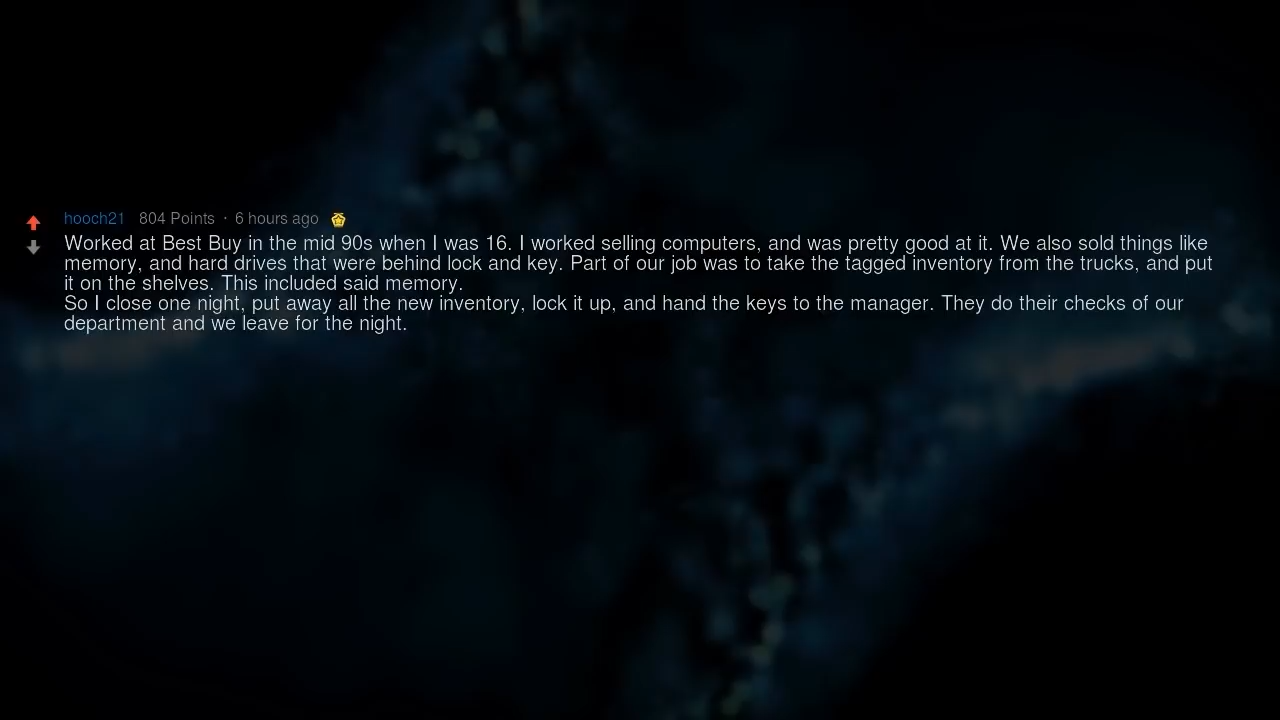 hooch21 804 Points · 6 hours ago
Worked at Best Buy in the mid 90s when I was 16. I worked selling computers, and was pretty good at it. We also sold things like
memory, and hard drives that were behind lock and key. Part of our job was to take the tagged inventory from the trucks, and put
it on the shelves. This included said memory.
So I close one night, put away all the new inventory, lock it up, and hand the keys to the manager. They do their checks of our
department and we leave for the night.